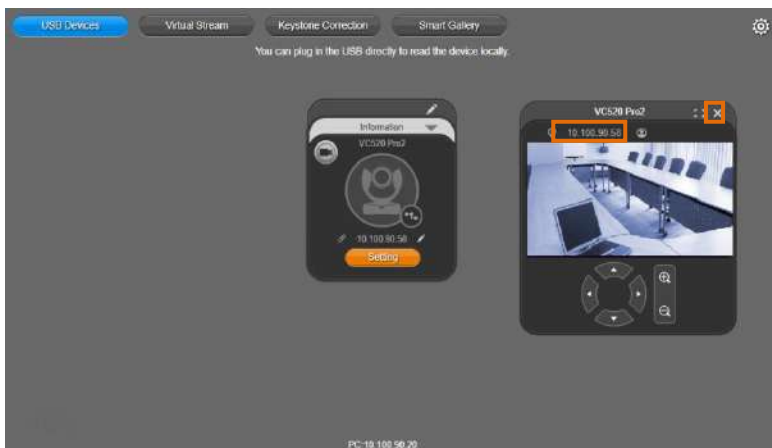 USB Devices
Virtual Stream
Keystone Correction
Smart Gallery
You can plug in the USB directly to read the device locally.
Information
VC520 Pro2
10.100.90.58
Setting
VC520 Pro2
10.100.90.58
PC:10.100.90.20